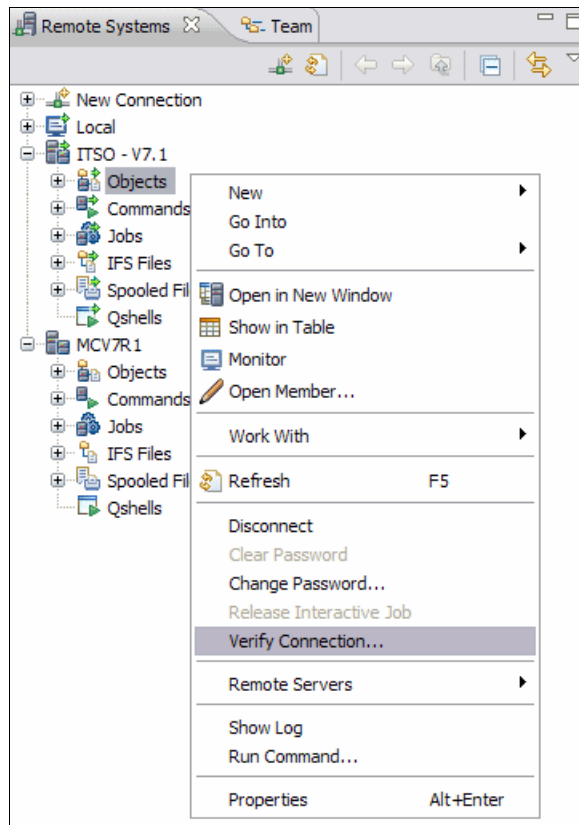 Remote Systems
Team
New Connection
Local
ITSO - V7.1
Objects
Commands
Jobs
IFS Files
Spooled Fil
Qshells
MCV7R1
Objects
Commands
Jobs
IFS Files
Spooled Fil
Qshells
New
Go Into
Go To
Open in New Window
Show in Table
Monitor
Open Member...
Work With
Refresh F5
Disconnect
Clear Password
Change Password...
Release Interactive Job
Verify Connection...
Remote Servers
Show Log
Run Command...
Properties Alt+Enter